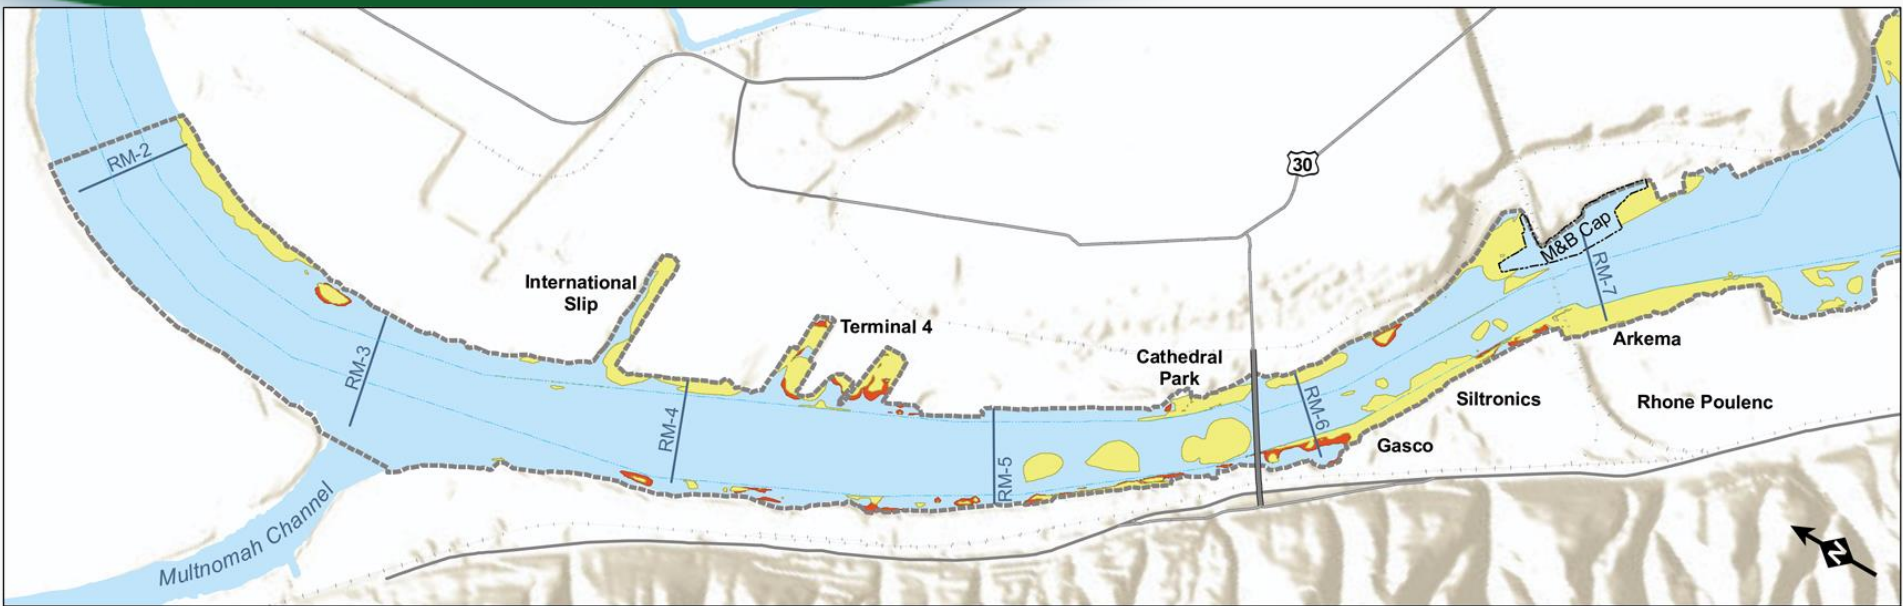 RM-2
30
M&B Cap
RM-7
International
Slip
Terminal 4
RM-3
Cathedral
Park
Arkema
RM-4
RM-6
Siltronics
Rhone Poulenc
Gasco
RM-5
Multnomah Channel
N